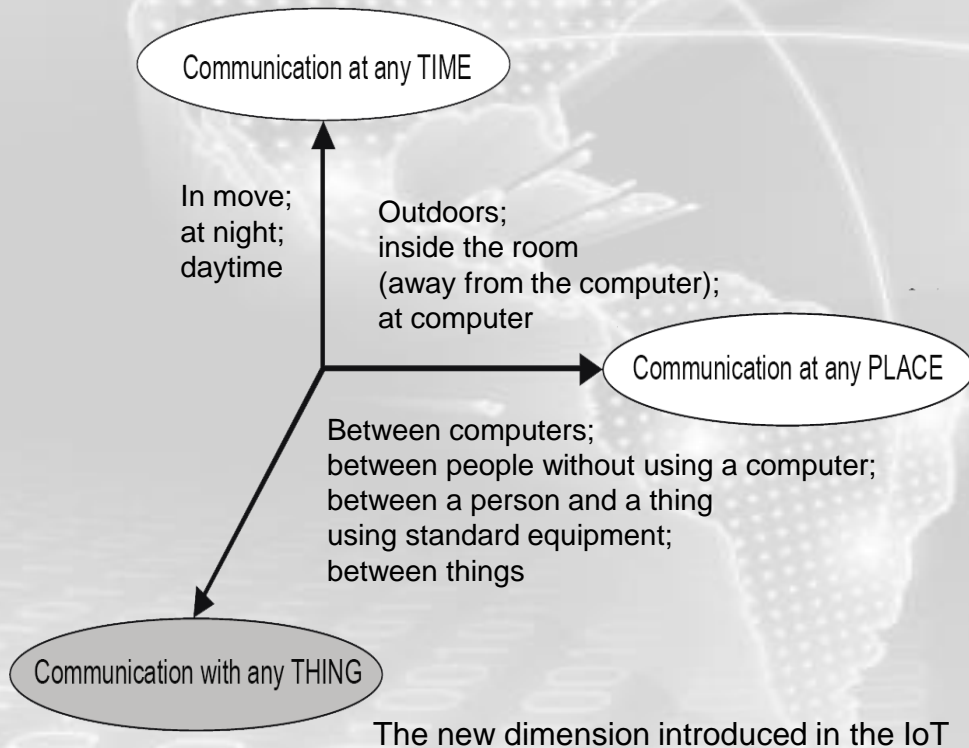 Communication at any TIME
In move;
at night;
daytime
Outdoors;
inside the room
(away from the computer);
at computer
Communication at any PLACE
Between computers;
between people without using a computer;
between a person and a thing
using standard equipment;
between things
Communication with any THING
The new dimension introduced in the IoT